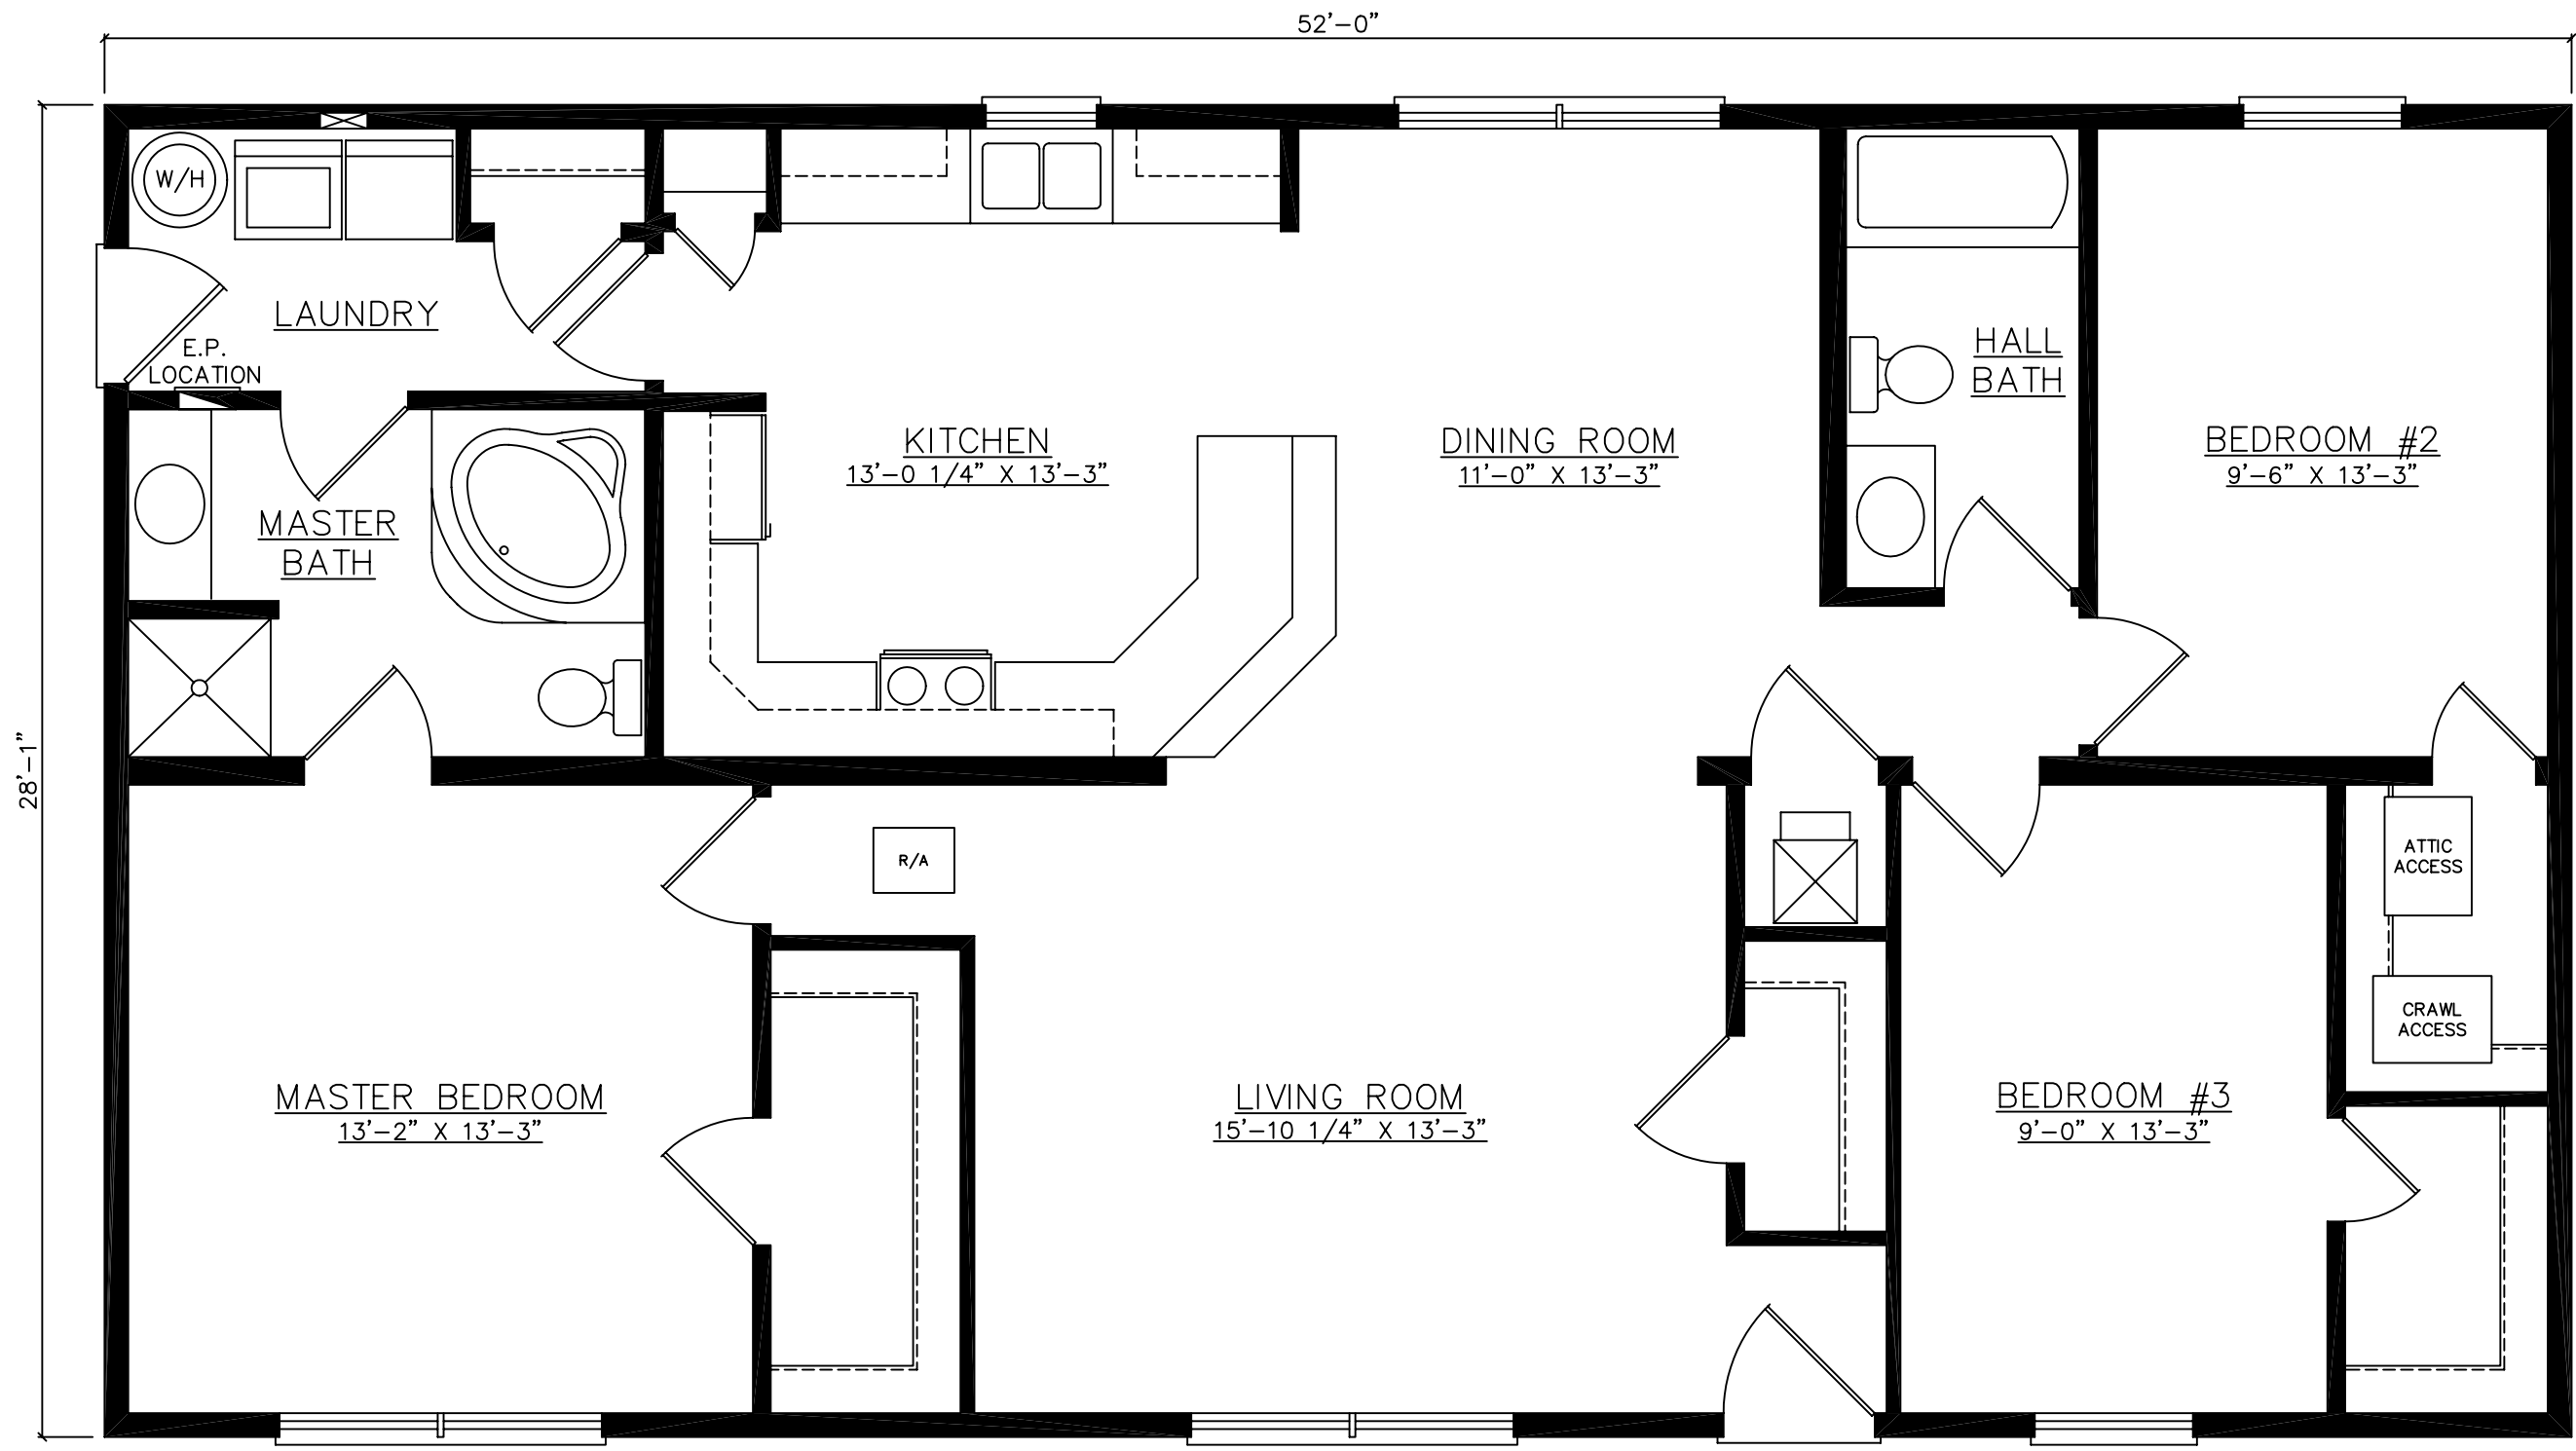 52'-0"
28'-1"
W/H
LAUNDRY
E.P.
LOCATION
MASTER
BATH
KITCHEN
13'-0 1/4" X 13'-3"
DINING ROOM
11'-0" X 13'-3"
HALL
BATH
BEDROOM #2
9'-6" X 13'-3"
R/A
ATTIC
ACCESS
CRAWL
ACCESS
MASTER BEDROOM
13'-2" X 13'-3"
LIVING ROOM
15'-10 1/4" X 13'-3"
BEDROOM #3
9'-0" X 13'-3"